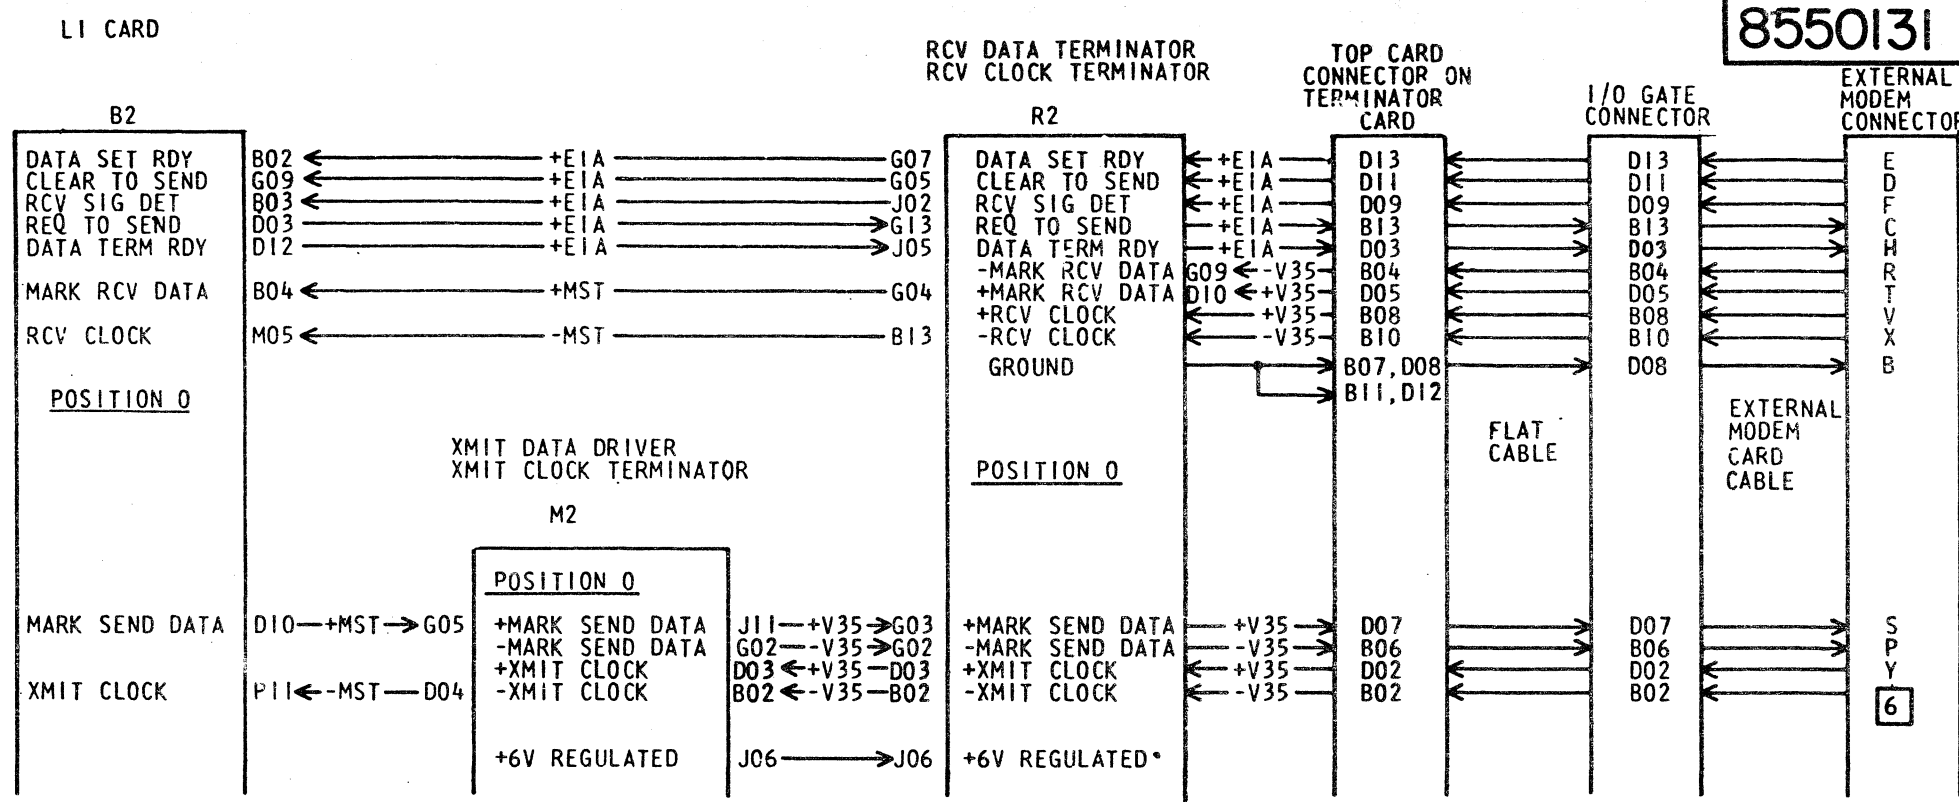 LI CARD
8550131
RCV DATA TERMINATOR
RCV CLOCK TERMINATOR
TOP CARD
CONNECTOR ON
TERMINATOR
CARD
I/O GATE
CONNECTOR
EXTERNAL
MODEM
CONNECTOR
B2
R2
DATA SET RDY B02 +EIA G07 DATA SET RDY +EIA D13 D13 E
CLEAR TO SEND G09 +EIA G05 CLEAR TO SEND +EIA D11 D11 D
RCV SIG DET B03 +EIA J02 RCV SIG DET +EIA D09 D09 F
REQ TO SEND D03 +EIA G13 REQ TO SEND +EIA B13 B13 C
DATA TERM RDY D12 +EIA J05 DATA TERM RDY +EIA D03 D03 H
-MARK RCV DATA G09 -V35 B04 B04 R
MARK RCV DATA B04 +MST G04 +MARK RCV DATA D10 +V35 D05 D05 T
+RCV CLOCK +V35 B08 B08 V
RCV CLOCK M05 -MST B13 -RCV CLOCK -V35 B10 B10 X
GROUND B07,D08 D08 B
B11,D12
POSITION 0
FLAT
CABLE
EXTERNAL
MODEM
CARD
CABLE
XMIT DATA DRIVER
XMIT CLOCK TERMINATOR
POSITION 0
M2
POSITION 0
MARK SEND DATA D10 +MST G05 +MARK SEND DATA J11 +V35 G03 +MARK SEND DATA +V35 D07 D07 S
-MARK SEND DATA G02 -V35 G02 -MARK SEND DATA -V35 B06 B06 P
+XMIT CLOCK D03 +V35 D03 +XMIT CLOCK +V35 D02 D02 Y
XMIT CLOCK P11 -MST D04 -XMIT CLOCK B02 -V35 B02 -XMIT CLOCK -V35 B02 B02
6
+6V REGULATED J06 J06 +6V REGULATED